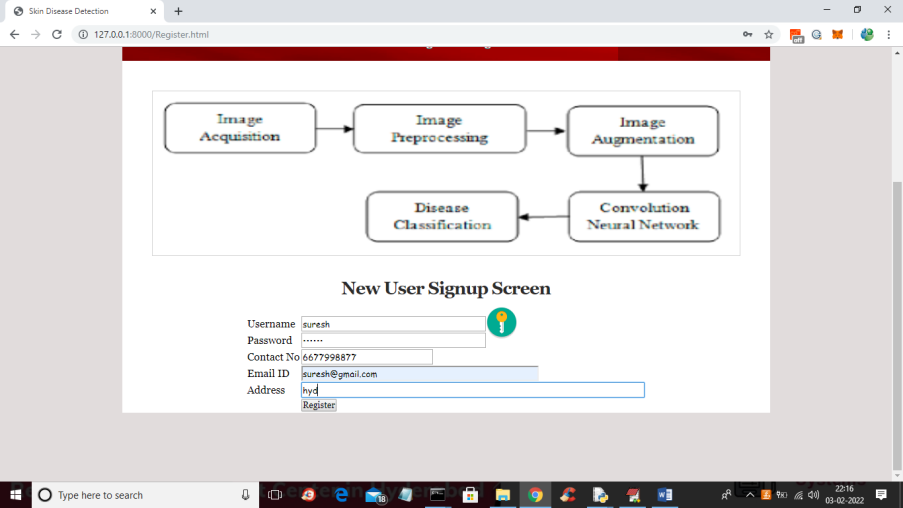 Skin Disease Detection
127.0.0.1:8000/Register.html
off
Image
Acquisition
Image
Preprocessing
Image
Augmentation
Disease
Classification
Convolution
Neural Network
New User Signup Screen
Username suresh
Password ······
Contact No 6677998877
Email ID suresh@gmail.com
Address hyd
Register
Type here to search
18
22:16
03-02-2022